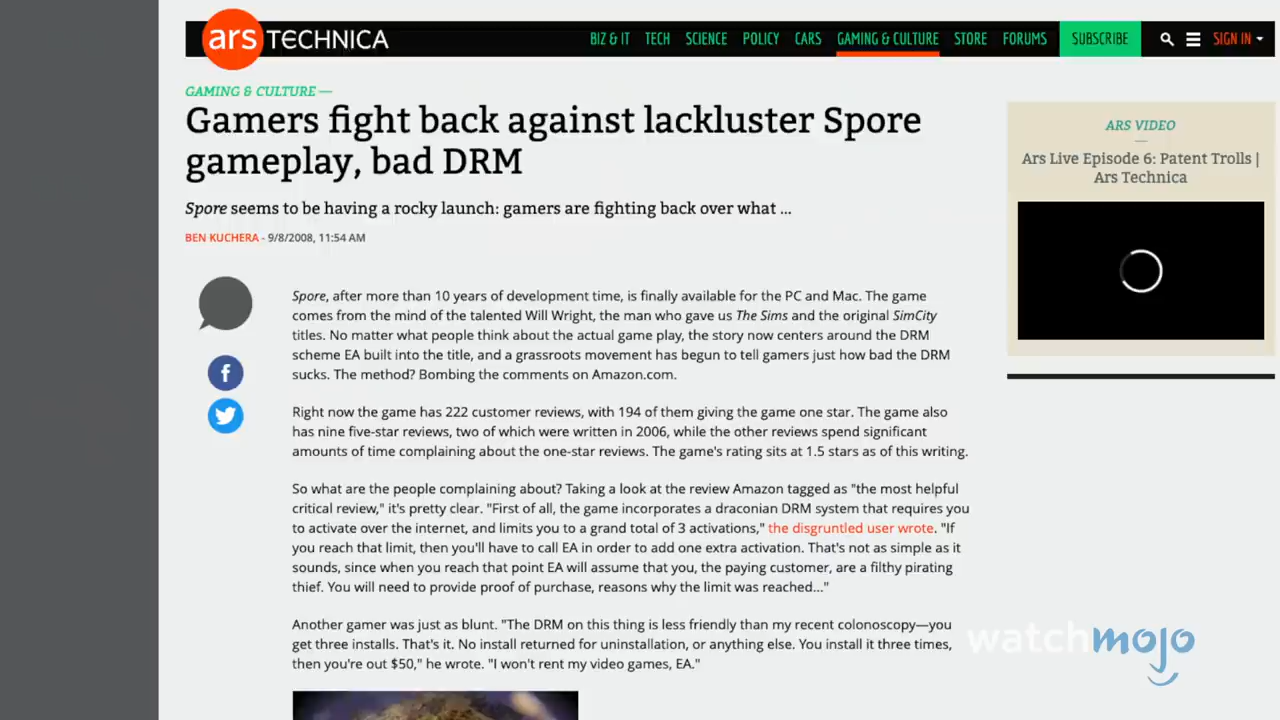 ars TECHNICA
BIZ & IT TECH SCIENCE POLICY CARS GAMING & CULTURE STORE FORUMS SUBSCRIBE SIGN IN
GAMING & CULTURE —
Gamers fight back against lackluster Spore
gameplay, bad DRM
Spore seems to be having a rocky launch: gamers are fighting back over what ...
BEN KUCHERA - 9/8/2008, 11:54 AM
ARS VIDEO
Ars Live Episode 6: Patent Trolls |
Ars Technica
Spore, after more than 10 years of development time, is finally available for the PC and Mac. The game
comes from the mind of the talented Will Wright, the man who gave us The Sims and the original SimCity
titles. No matter what people think about the actual game play, the story now centers around the DRM
scheme EA built into the title, and a grassroots movement has begun to tell gamers just how bad the DRM
sucks. The method? Bombing the comments on Amazon.com.
Right now the game has 222 customer reviews, with 194 of them giving the game one star. The game also
has nine five-star reviews, two of which were written in 2006, while the other reviews spend significant
amounts of time complaining about the one-star reviews. The game's rating sits at 1.5 stars as of this writing.
So what are the people complaining about? Taking a look at the review Amazon tagged as "the most helpful
critical review," it's pretty clear. "First of all, the game incorporates a draconian DRM system that requires you
to activate over the internet, and limits you to a grand total of 3 activations," the disgruntled user wrote. "If
you reach that limit, then you'll have to call EA in order to add one extra activation. That's not as simple as it
sounds, since when you reach that point EA will assume that you, the paying customer, are a filthy pirating
thief. You will need to provide proof of purchase, reasons why the limit was reached..."
Another gamer was just as blunt. "The DRM on this thing is less friendly than my recent colonoscopy—you
get three installs. That's it. No install returned for uninstallation, or anything else. You install it three times,
then you're out $50," he wrote. "I won't rent my video games, EA."
watchmojo